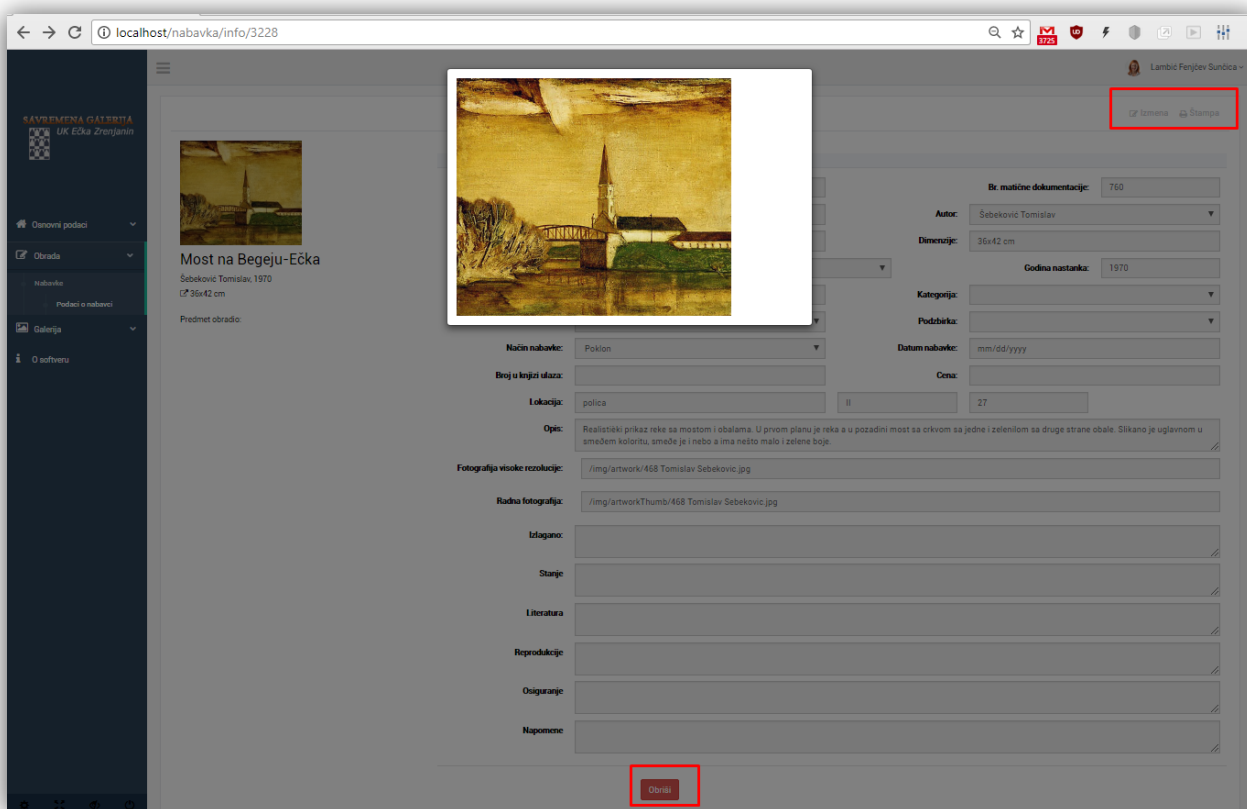 localhost/nabavka/info/3228
3725
Lambić Fenjčev Sunčica
SAVREMENA GALERIJA
UK Ečka Zrenjanin
Izmena Štampa
Osnovni podaci
Obrada
Nabavke
Podaci o nabavci
Galerija
O softveru
Most na Begeju-Ečka
Šebeković Tomislav, 1970
36x42 cm
Predmet obradio:
Br. matične dokumentacije: 760
Autor: Šebeković Tomislav
Dimenzije: 36x42 cm
Godina nastanka: 1970
Kategorija:
Podzbirka:
Način nabavke: Poklon Datum nabavke: mm/dd/yyyy
Broj u knjizi ulaza: Cena:
Lokacija: polica II 27
Opis: Realistički prikaz reke sa mostom i obalama. U prvom planu je reka a u pozadini most sa crkvom sa jedne i zelenilom sa druge strane obale. Slikano je uglavnom u
smeđem koloritu, smeđe je i nebo a ima nešto malo i zelene boje.
Fotografija visoke rezolucije: /img/artwork/468 Tomislav Sebekovic.jpg
Radna fotografija: /img/artworkThumb/468 Tomislav Sebekovic.jpg
Izlagano:
Stanje
Literatura
Reprodukcije
Osiguranje
Napomene
Obriši